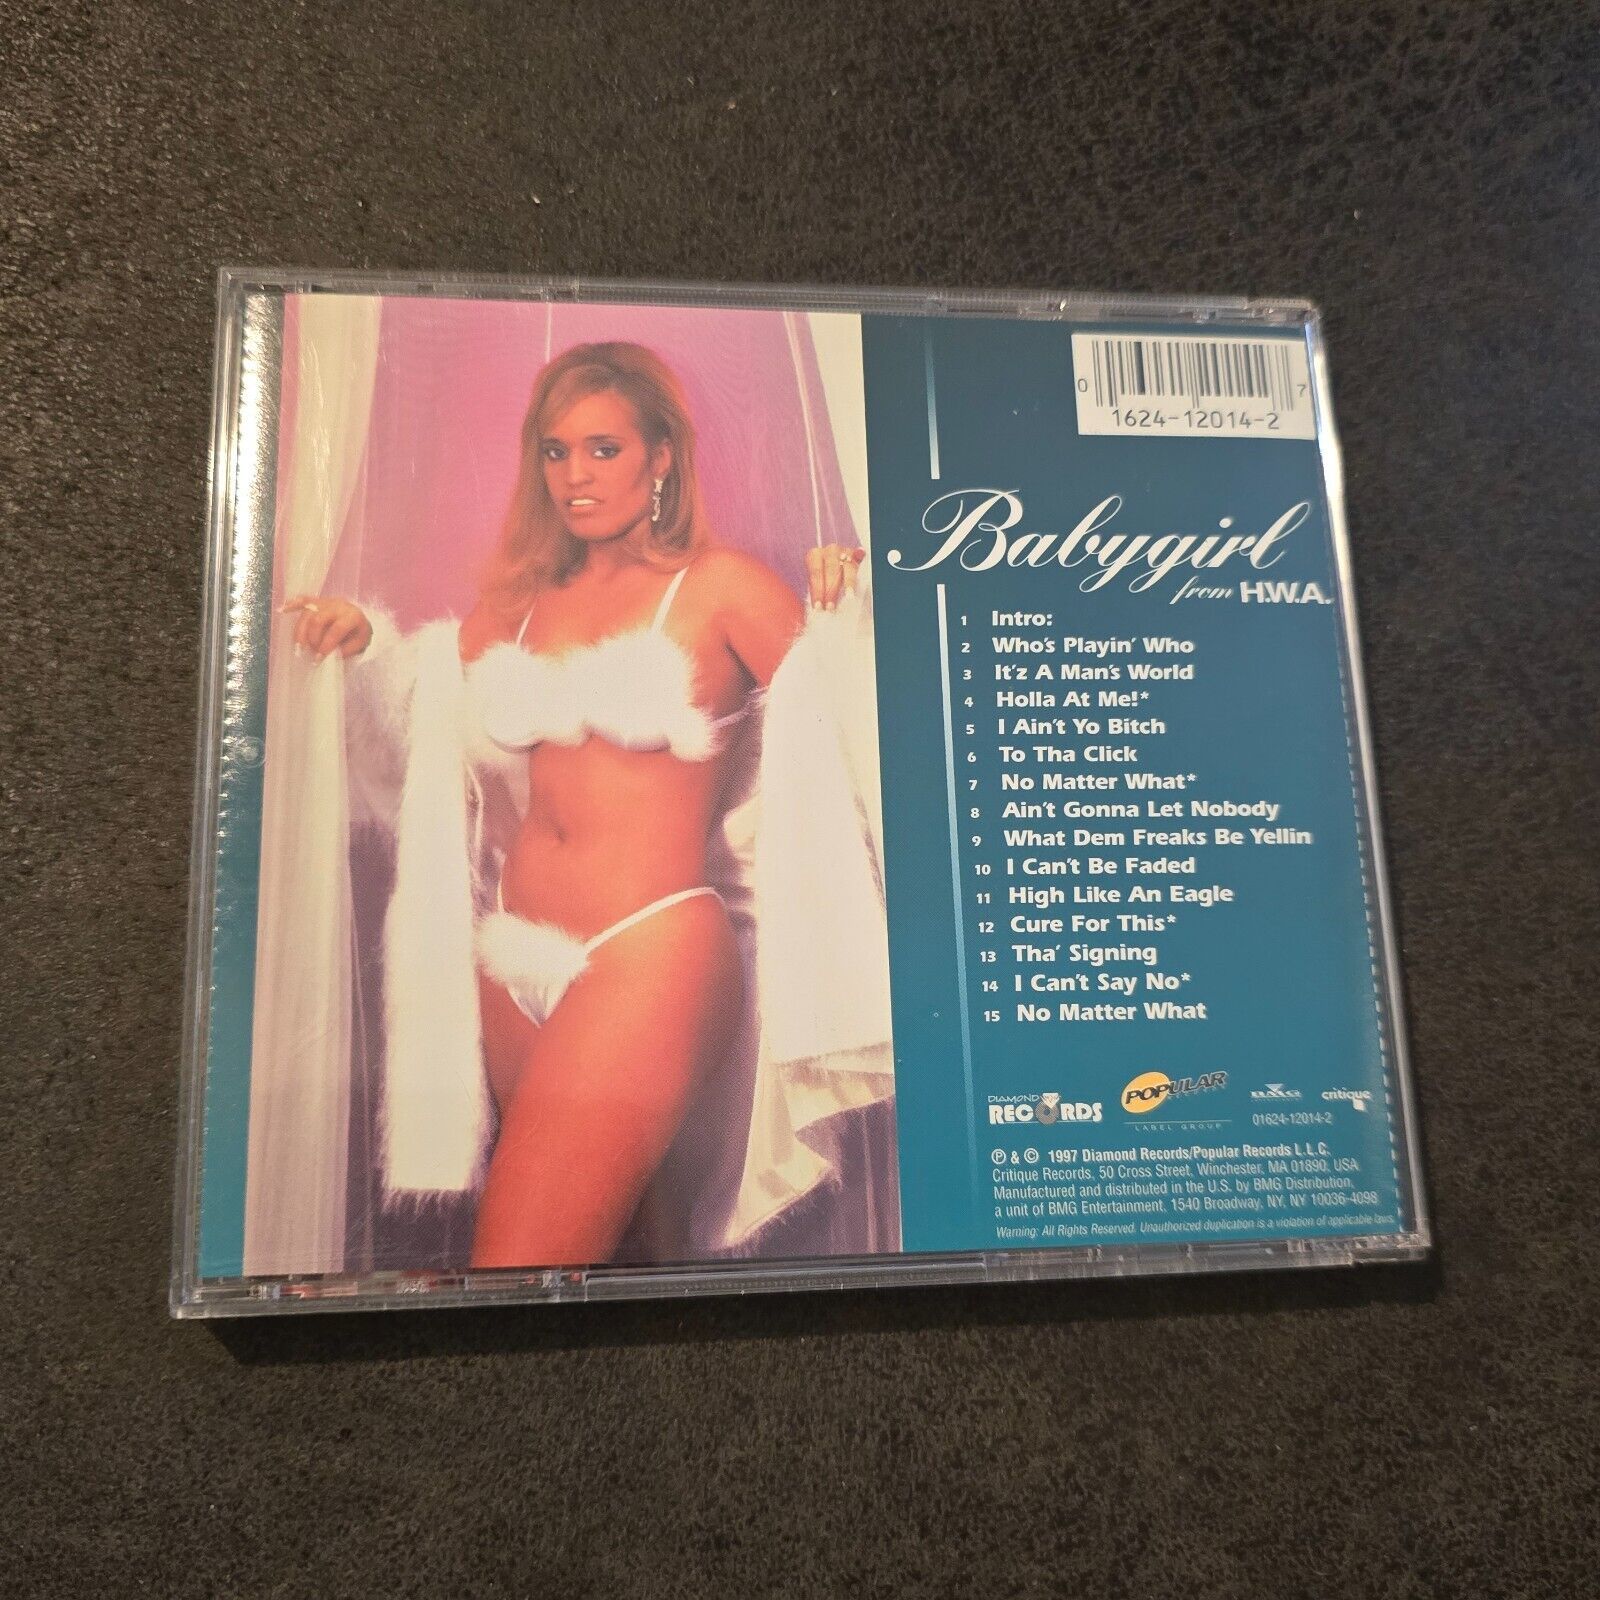 0 7
1624-12014-2
Babygirl
from H.W.A.
1 Intro:
2 Who's Playin' Who
3 It'z A Man's World
4 Holla At Me!*
5 I Ain't Yo Bitch
6 To Tha Click
7 No Matter What*
8 Ain't Gonna Let Nobody
9 What Dem Freaks Be Yellin
10 I Can't Be Faded
11 High Like An Eagle
12 Cure For This*
13 Tha' Signing
14 I Can't Say No*
15 No Matter What
DIAMOND
RECORDS
POPULAR
LABEL GROUP
BMG
critique
01624-12014-2
℗ & © 1997 Diamond Records/Popular Records L.L.C.
Critique Records, 50 Cross Street, Winchester, MA 01890, USA
Manufactured and distributed in the U.S. by BMG Distribution,
a unit of BMG Entertainment, 1540 Broadway, NY, NY 10036-4098
Warning: All Rights Reserved. Unauthorized duplication is a violation of applicable laws.